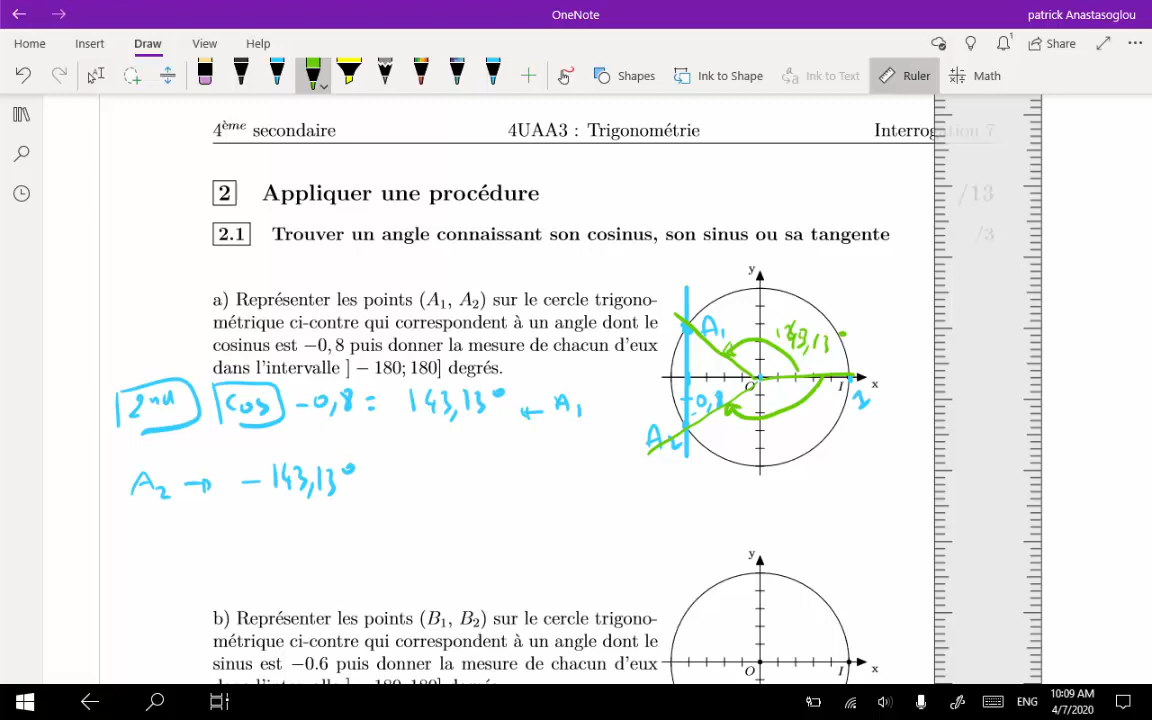 OneNote
patrick Anastasoglou
Home Insert Draw View Help
1 Share
Shapes Ink to Shape Ink to Text Ruler Math
4ème secondaire 4UAA3 : Trigonométrie Interrogation 7
2 Appliquer une procédure /13
2.1 Trouver un angle connaissant son cosinus, son sinus ou sa tangente /3
a) Représenter les points (A₁, A₂) sur le cercle trigono-
métrique ci-contre qui correspondent à un angle dont le
cosinus est −0, 8 puis donner la mesure de chacun d'eux
dans l'intervalle ] − 180; 180] degrés.
y
A₁ 143,13°
O I x
-0,8
A₂
2nd cos -0,8 = 143,13° ← A₁
A₂ → -143,13°
b) Représenter les points (B₁, B₂) sur le cercle trigono-
métrique ci-contre qui correspondent à un angle dont le
sinus est −0.6 puis donner la mesure de chacun d'eux
dans l'intervalle ] − 180; 180] degrés.
y
O I x
ENG
10:09 AM
4/7/2020